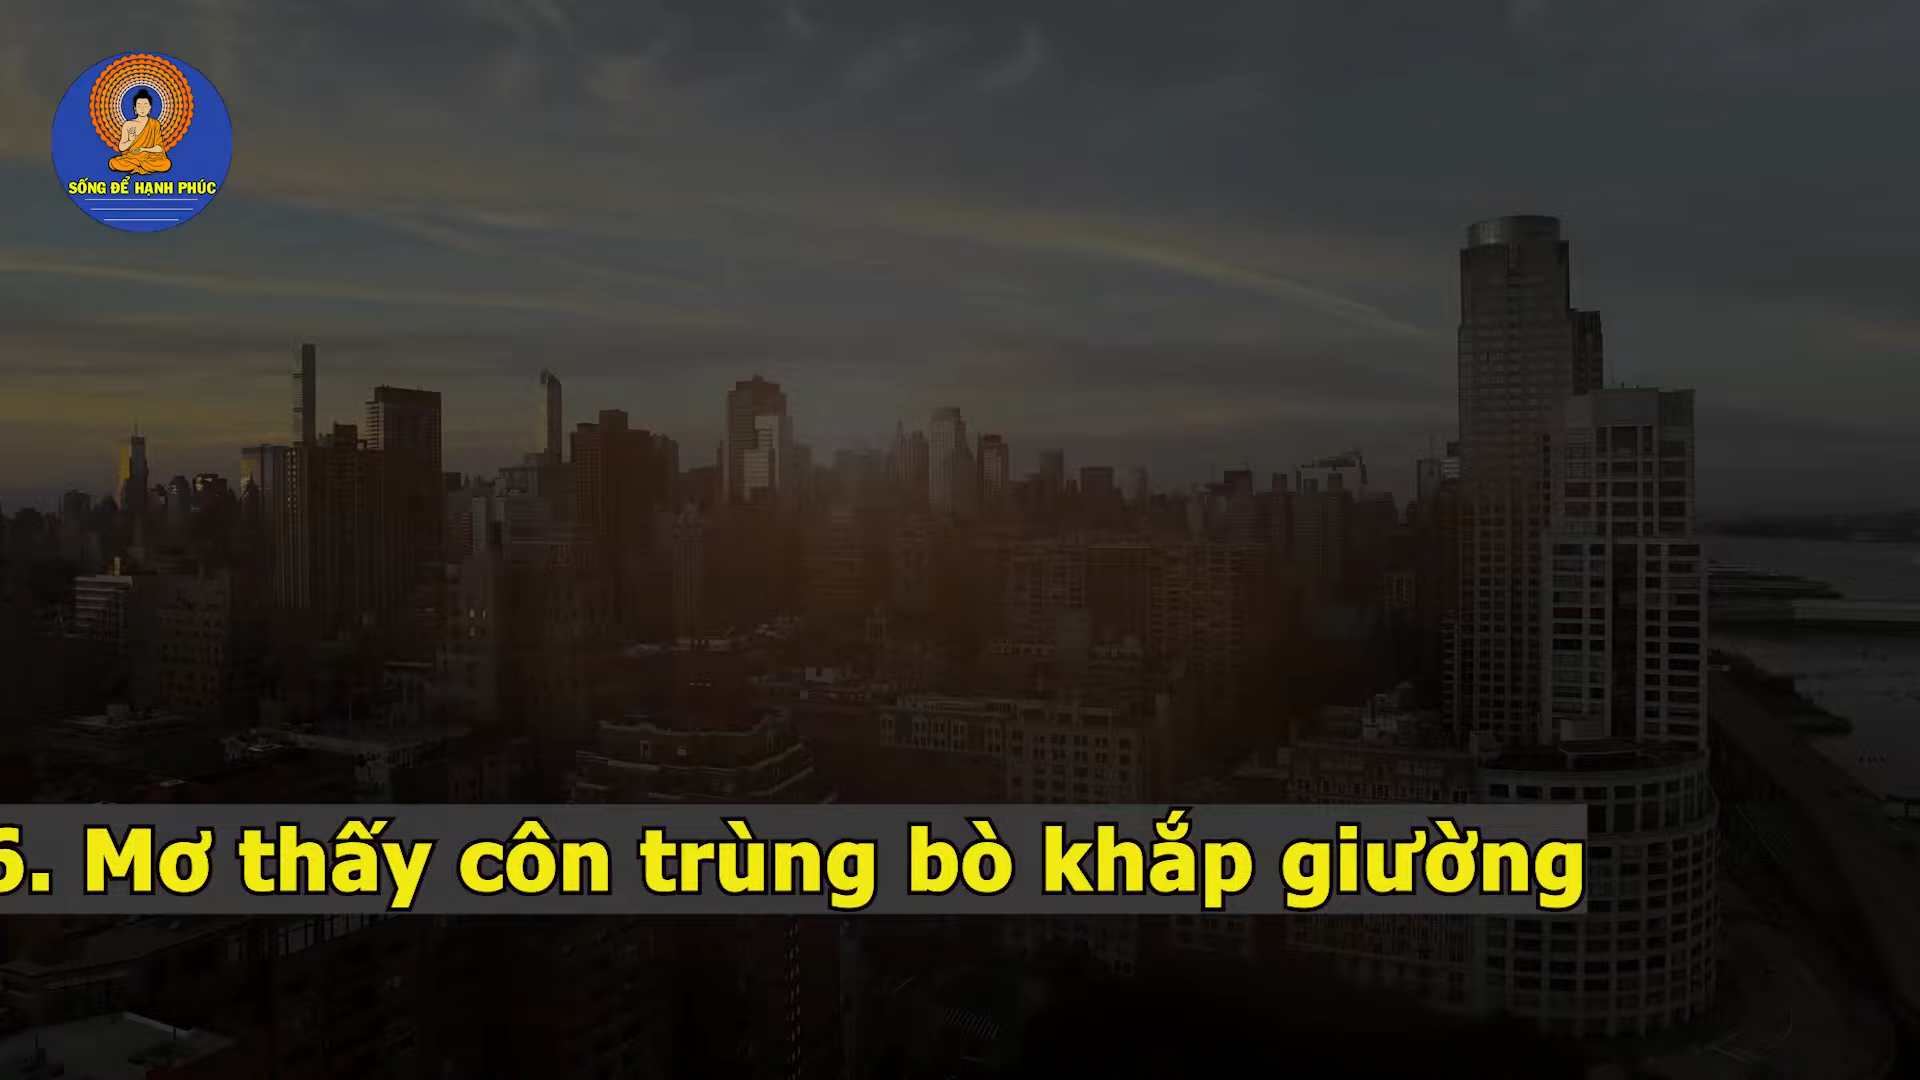 SỐNG ĐỂ HẠNH PHÚC
6. Mơ thấy côn trùng bò khắp giường